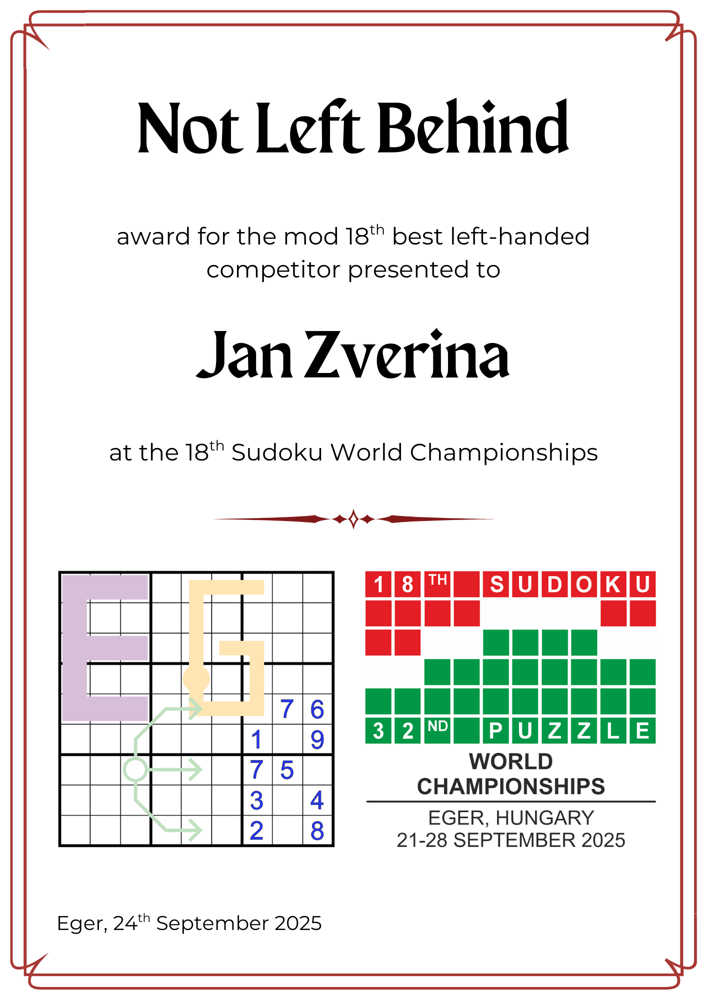 Not Left Behind
award for the mod 18th best left-handed
competitor presented to
Jan Zverina
at the 18th Sudoku World Championships
7 6
1 9
7 5
3 4
2 8
18TH SUDOKU
32ND PUZZLE
WORLD
CHAMPIONSHIPS
EGER, HUNGARY
21-28 SEPTEMBER 2025
Eger, 24th September 2025